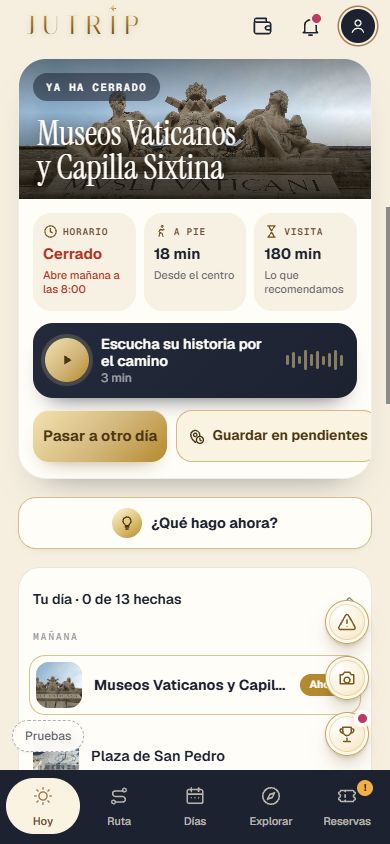 JUTRIP
YA HA CERRADO
Museos Vaticanos
y Capilla Sixtina
MUSEI VATICANI
HORARIO
Cerrado
Abre mañana a
las 8:00
A PIE
18 min
Desde el centro
VISITA
180 min
Lo que
recomendamos
Escucha su historia por
el camino
3 min
Pasar a otro día
Guardar en pendientes
¿Qué hago ahora?
Tu día · 0 de 13 hechas
MAÑANA
Museos Vaticanos y Capil...
Pruebas
Plaza de San Pedro
Hoy
Ruta
Días
Explorar
!
Reservas